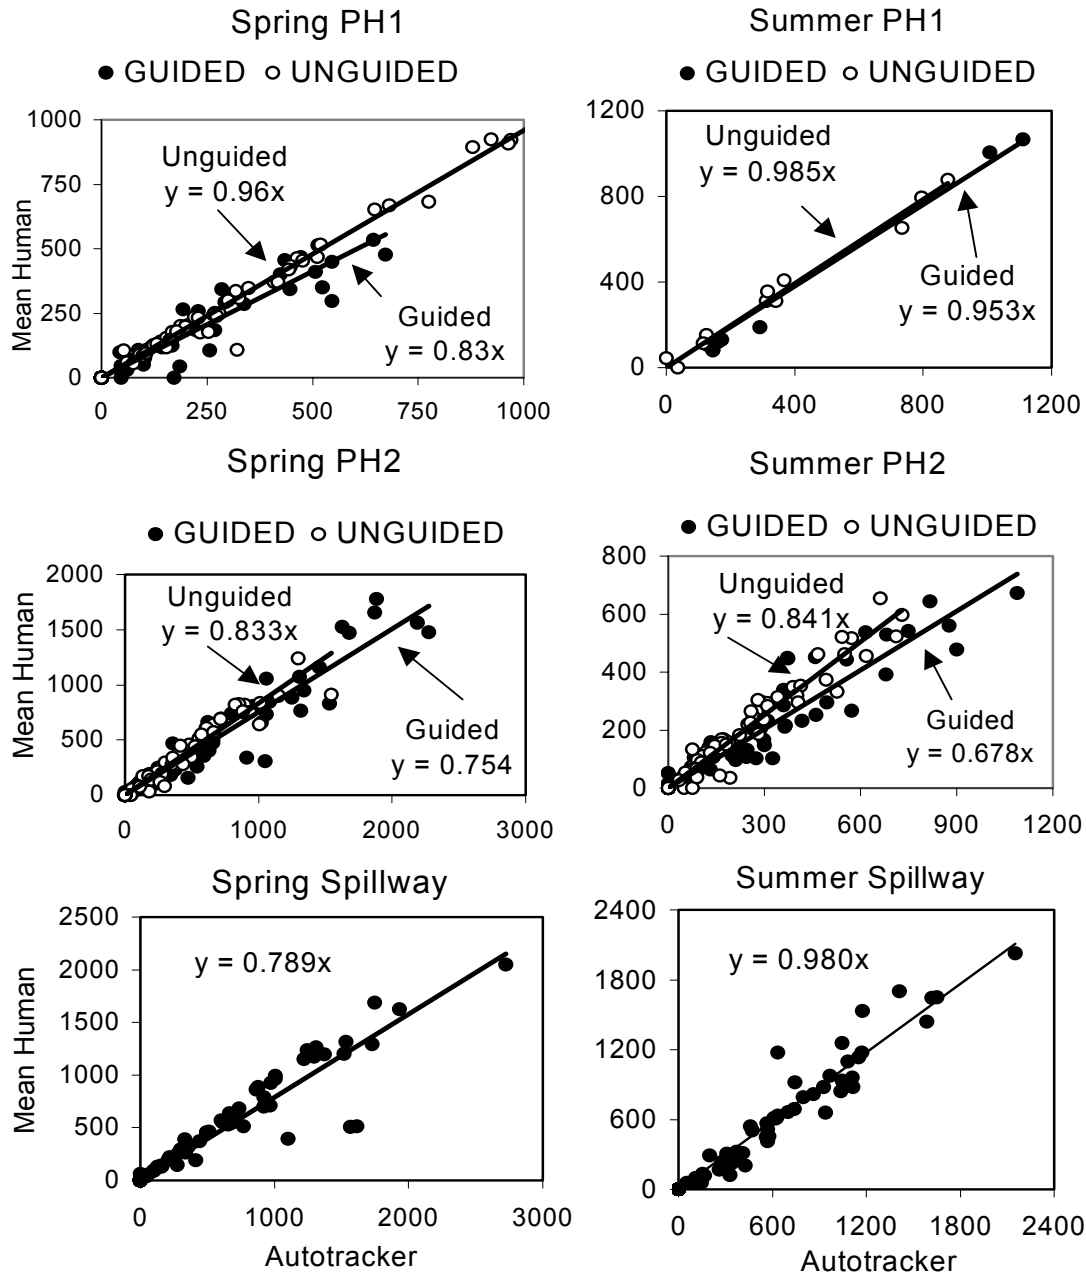 Spring PH1
● GUIDED ○ UNGUIDED
Mean Human
1000
750
500
250
0
Unguided
y = 0.96x
Guided
y = 0.83x
0 250 500 750 1000
Summer PH1
● GUIDED ○ UNGUIDED
1200
800
400
0
Unguided
y = 0.985x
Guided
y = 0.953x
0 400 800 1200
Spring PH2
● GUIDED ○ UNGUIDED
Mean Human
2000
1500
1000
500
0
Unguided
y = 0.833x
Guided
y = 0.754
0 1000 2000 3000
Summer PH2
● GUIDED ○ UNGUIDED
800
600
400
200
0
Unguided
y = 0.841x
Guided
y = 0.678x
0 300 600 900 1200
Spring Spillway
Mean Human
2500
2000
1500
1000
500
0
y = 0.789x
0 1000 2000 3000
Autotracker
Summer Spillway
2400
1800
1200
600
0
y = 0.980x
0 600 1200 1800 2400
Autotracker